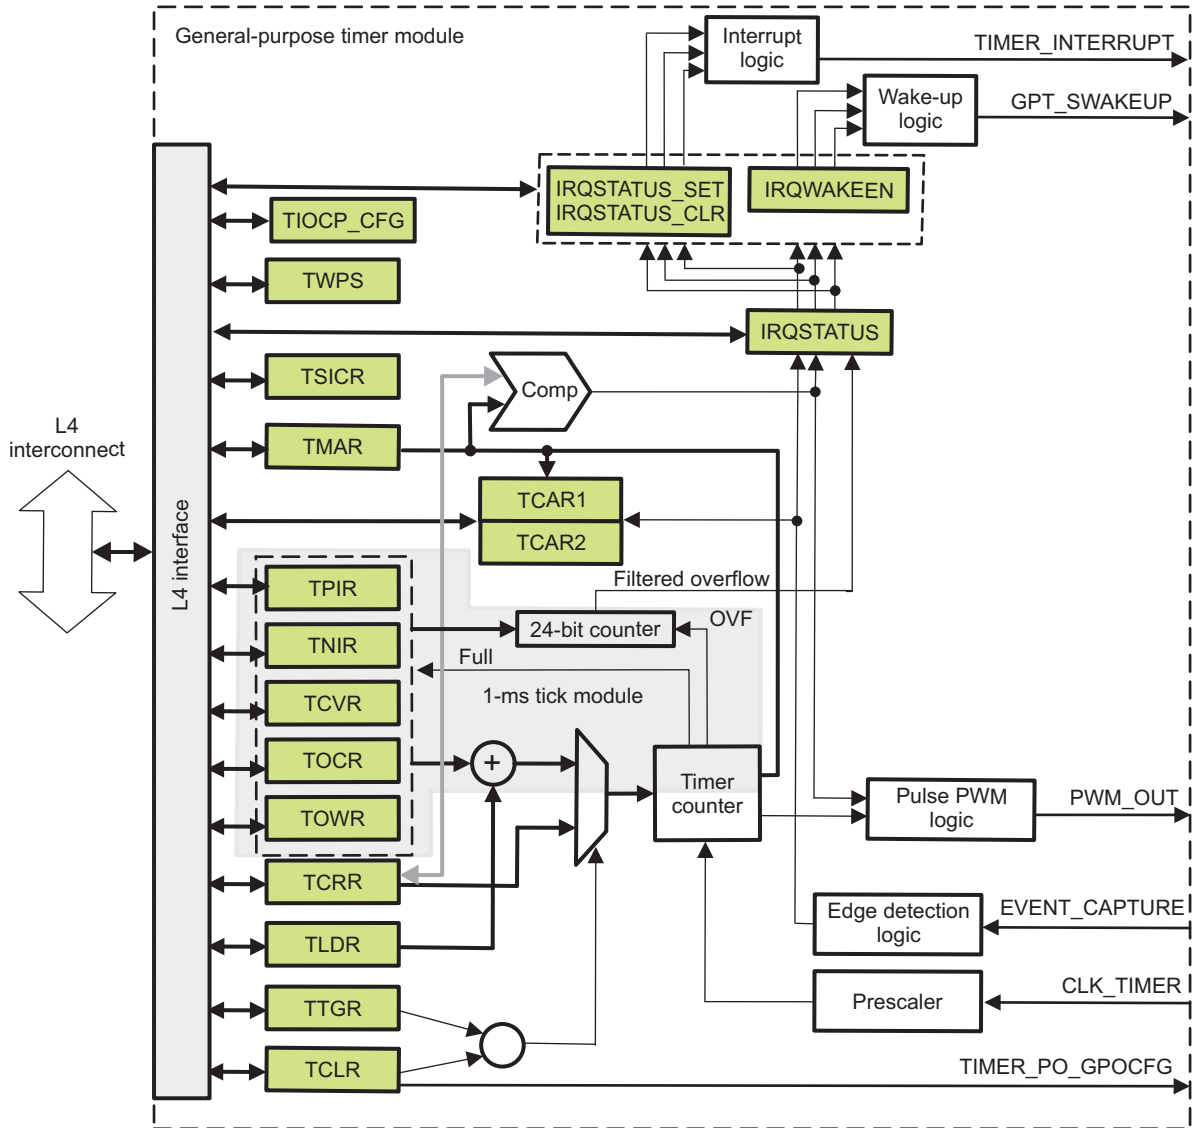 General-purpose timer module
Interrupt
logic
TIMER_INTERRUPT
Wake-up
logic
GPT_SWAKEUP
IRQSTATUS_SET
IRQSTATUS_CLR
IRQWAKEEN
TIOCP_CFG
TWPS
IRQSTATUS
TSICR
Comp
L4
interconnect
TMAR
L4 interface
TCAR1
TCAR2
Filtered overflow
TPIR
24-bit counter
OVF
TNIR
Full
TCVR
1-ms tick module
TOCR
+
Timer
counter
Pulse PWM
logic
PWM_OUT
TOWR
TCRR
Edge detection
logic
EVENT_CAPTURE
TLDR
Prescaler
CLK_TIMER
TTGR
TCLR
TIMER_PO_GPOCFG